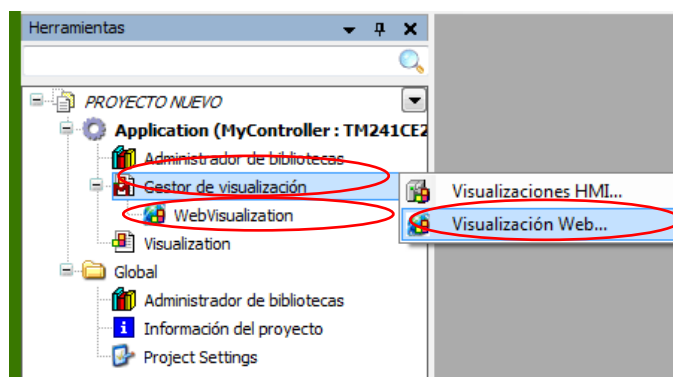 Herramientas
PROYECTO NUEVO
Application (MyController : TM241CE2
Administrador de bibliotecas
Gestor de visualización
Visualizaciones HMI...
WebVisualization
Visualización Web...
Visualization
Global
Administrador de bibliotecas
Información del proyecto
Project Settings